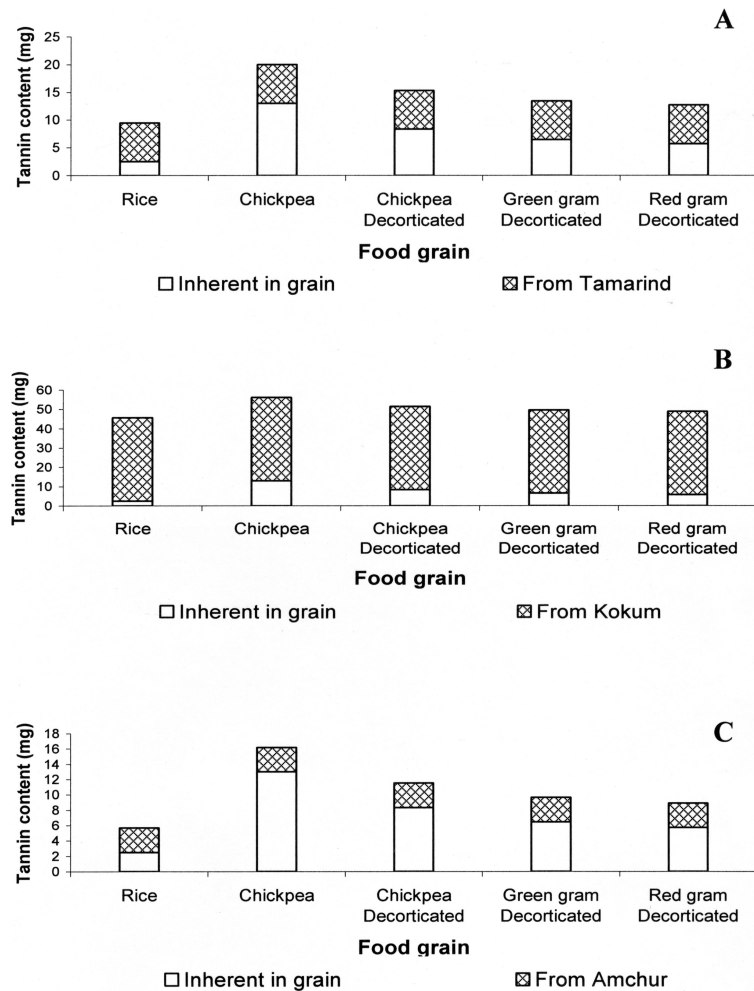 A
Tannin content (mg)
25
20
15
10
5
0
Rice
Chickpea
Chickpea
Decorticated
Green gram
Decorticated
Red gram
Decorticated
Food grain
Inherent in grain
From Tamarind
B
Tannin content (mg)
60
50
40
30
20
10
0
Rice
Chickpea
Chickpea
Decorticated
Green gram
Decorticated
Red gram
Decorticated
Food grain
Inherent in grain
From Kokum
C
Tannin content (mg)
18
16
14
12
10
8
6
4
2
0
Rice
Chickpea
Chickpea
Decorticated
Green gram
Decorticated
Red gram
Decorticated
Food grain
Inherent in grain
From Amchur